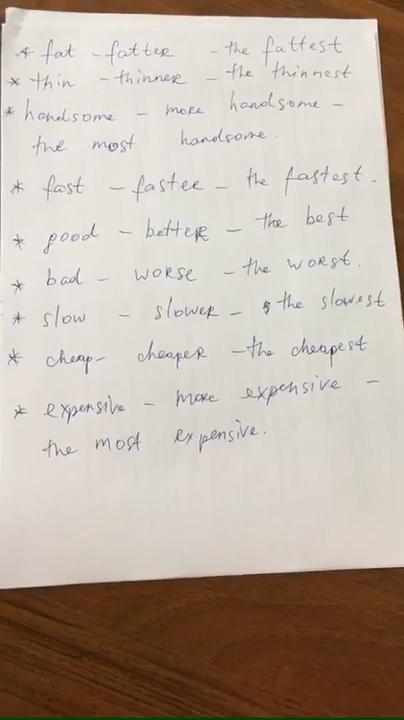 * fat - fatter - the fattest
* thin - thinner - the thinnest
* handsome - more handsome -
the most handsome.
* fast - fastee - the fastest.
* good - better - the best
* bad - worse - the worst.
* slow - slower - the slowest
* cheap - cheaper - the cheapest
* expensive - more expensive -
the most expensive.